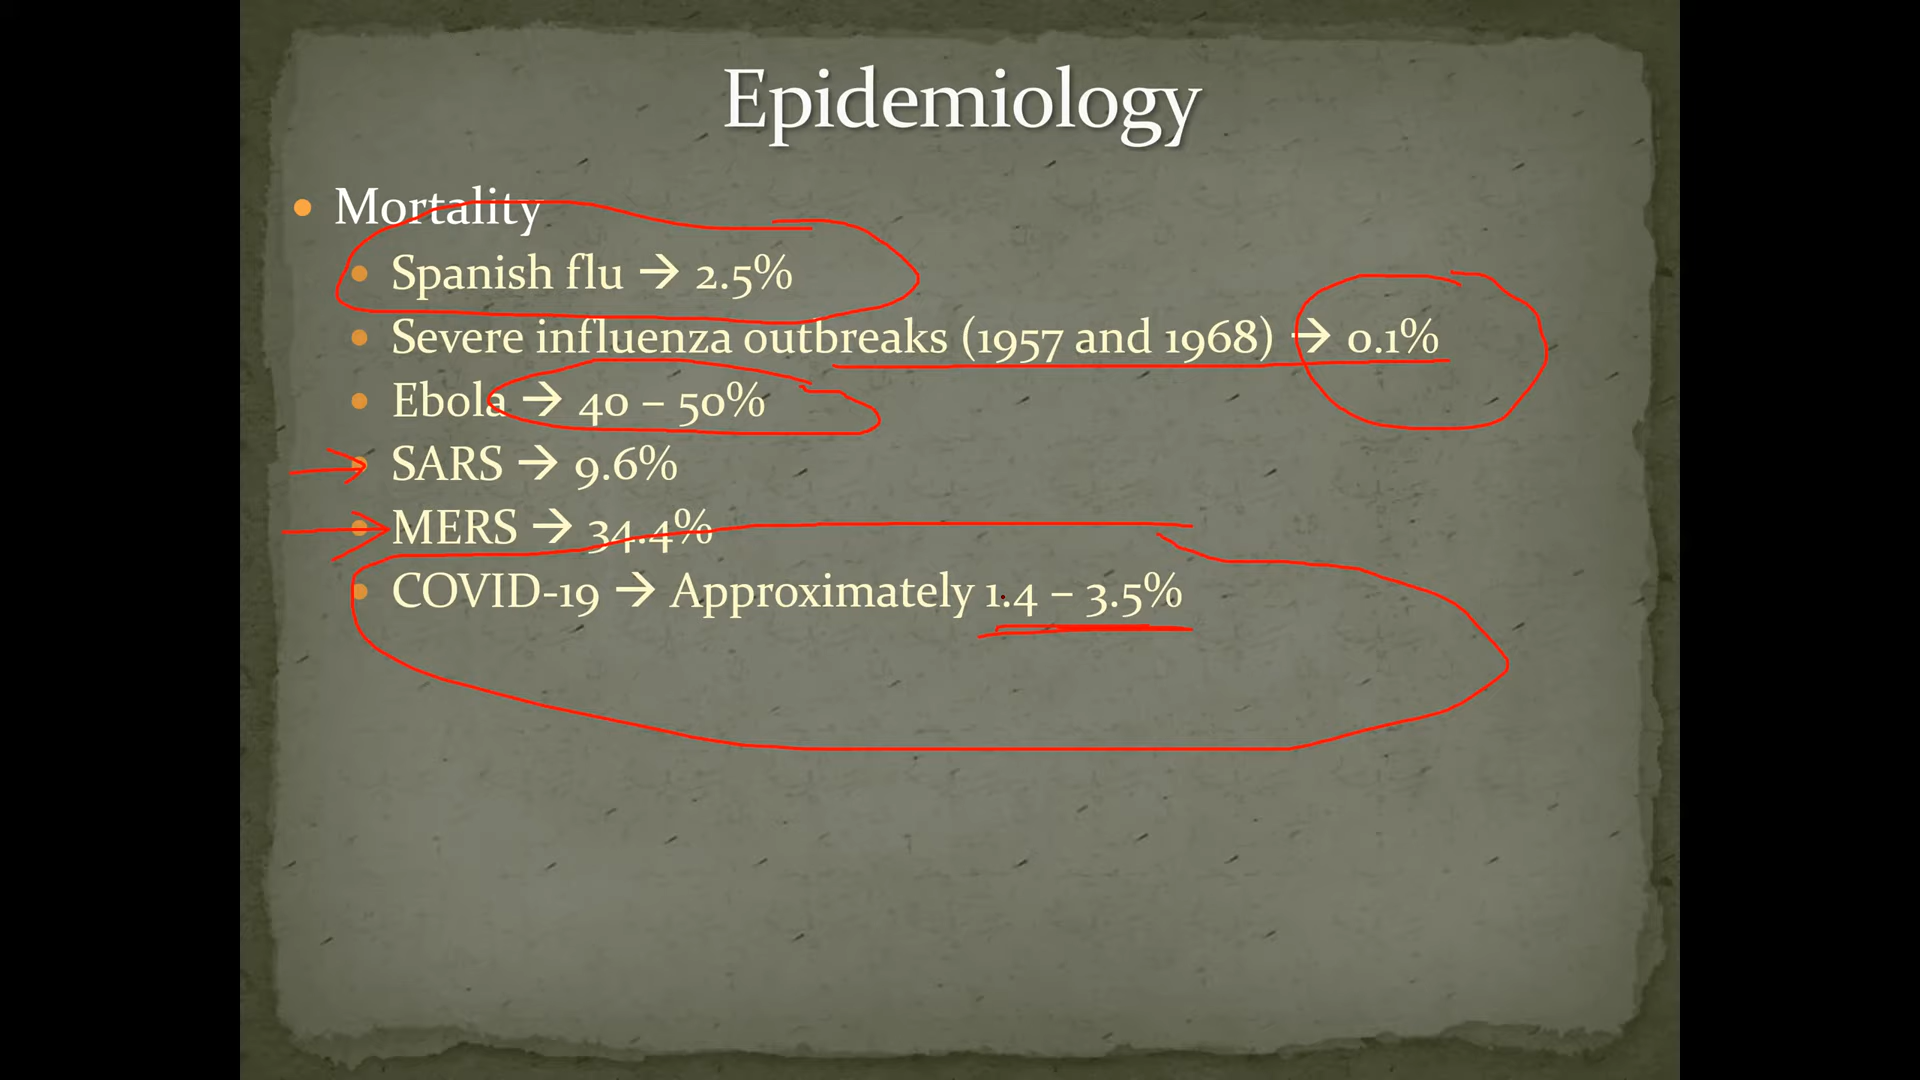 Epidemiology
• Mortality
• Spanish flu → 2.5%
• Severe influenza outbreaks (1957 and 1968) → 0.1%
• Ebola → 40 – 50%
• SARS → 9.6%
• MERS → 34.4%
• COVID-19 → Approximately 1.4 – 3.5%